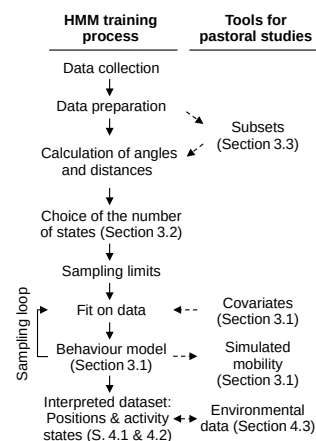 HMM training
process
Tools for
pastoral studies
Data collection
Data preparation
Subsets
(Section 3.3)
Calculation of angles
and distances
Choice of the number
of states (Section 3.2)
Sampling limits
Sampling loop
Fit on data
Covariates
(Section 3.1)
Behaviour model
(Section 3.1)
Simulated
mobility
(Section 3.1)
Interpreted dataset:
Positions & activity
states (S. 4.1 & 4.2)
Environmental
data (Section 4.3)